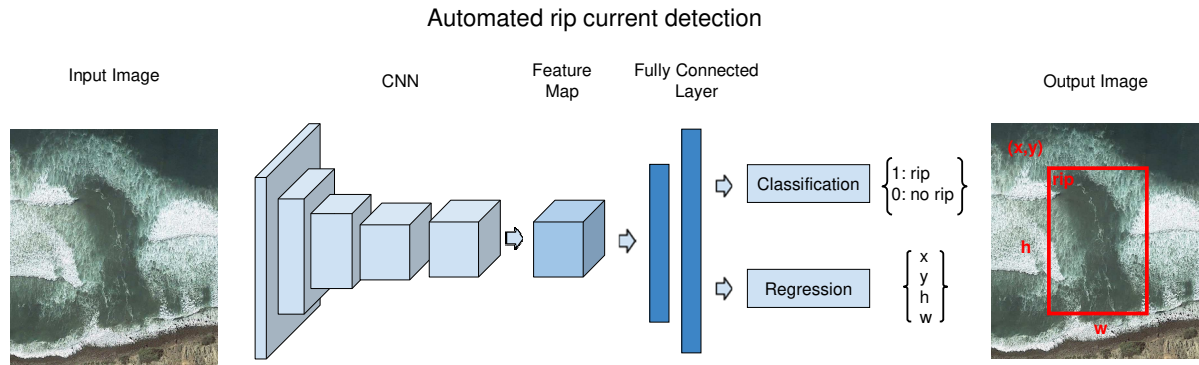 Automated rip current detection
Input Image
CNN
Feature
Map
Fully Connected
Layer
Output Image
Classification
1: rip
0: no rip
Regression
x
y
h
w
(x,y)
rip
h
w